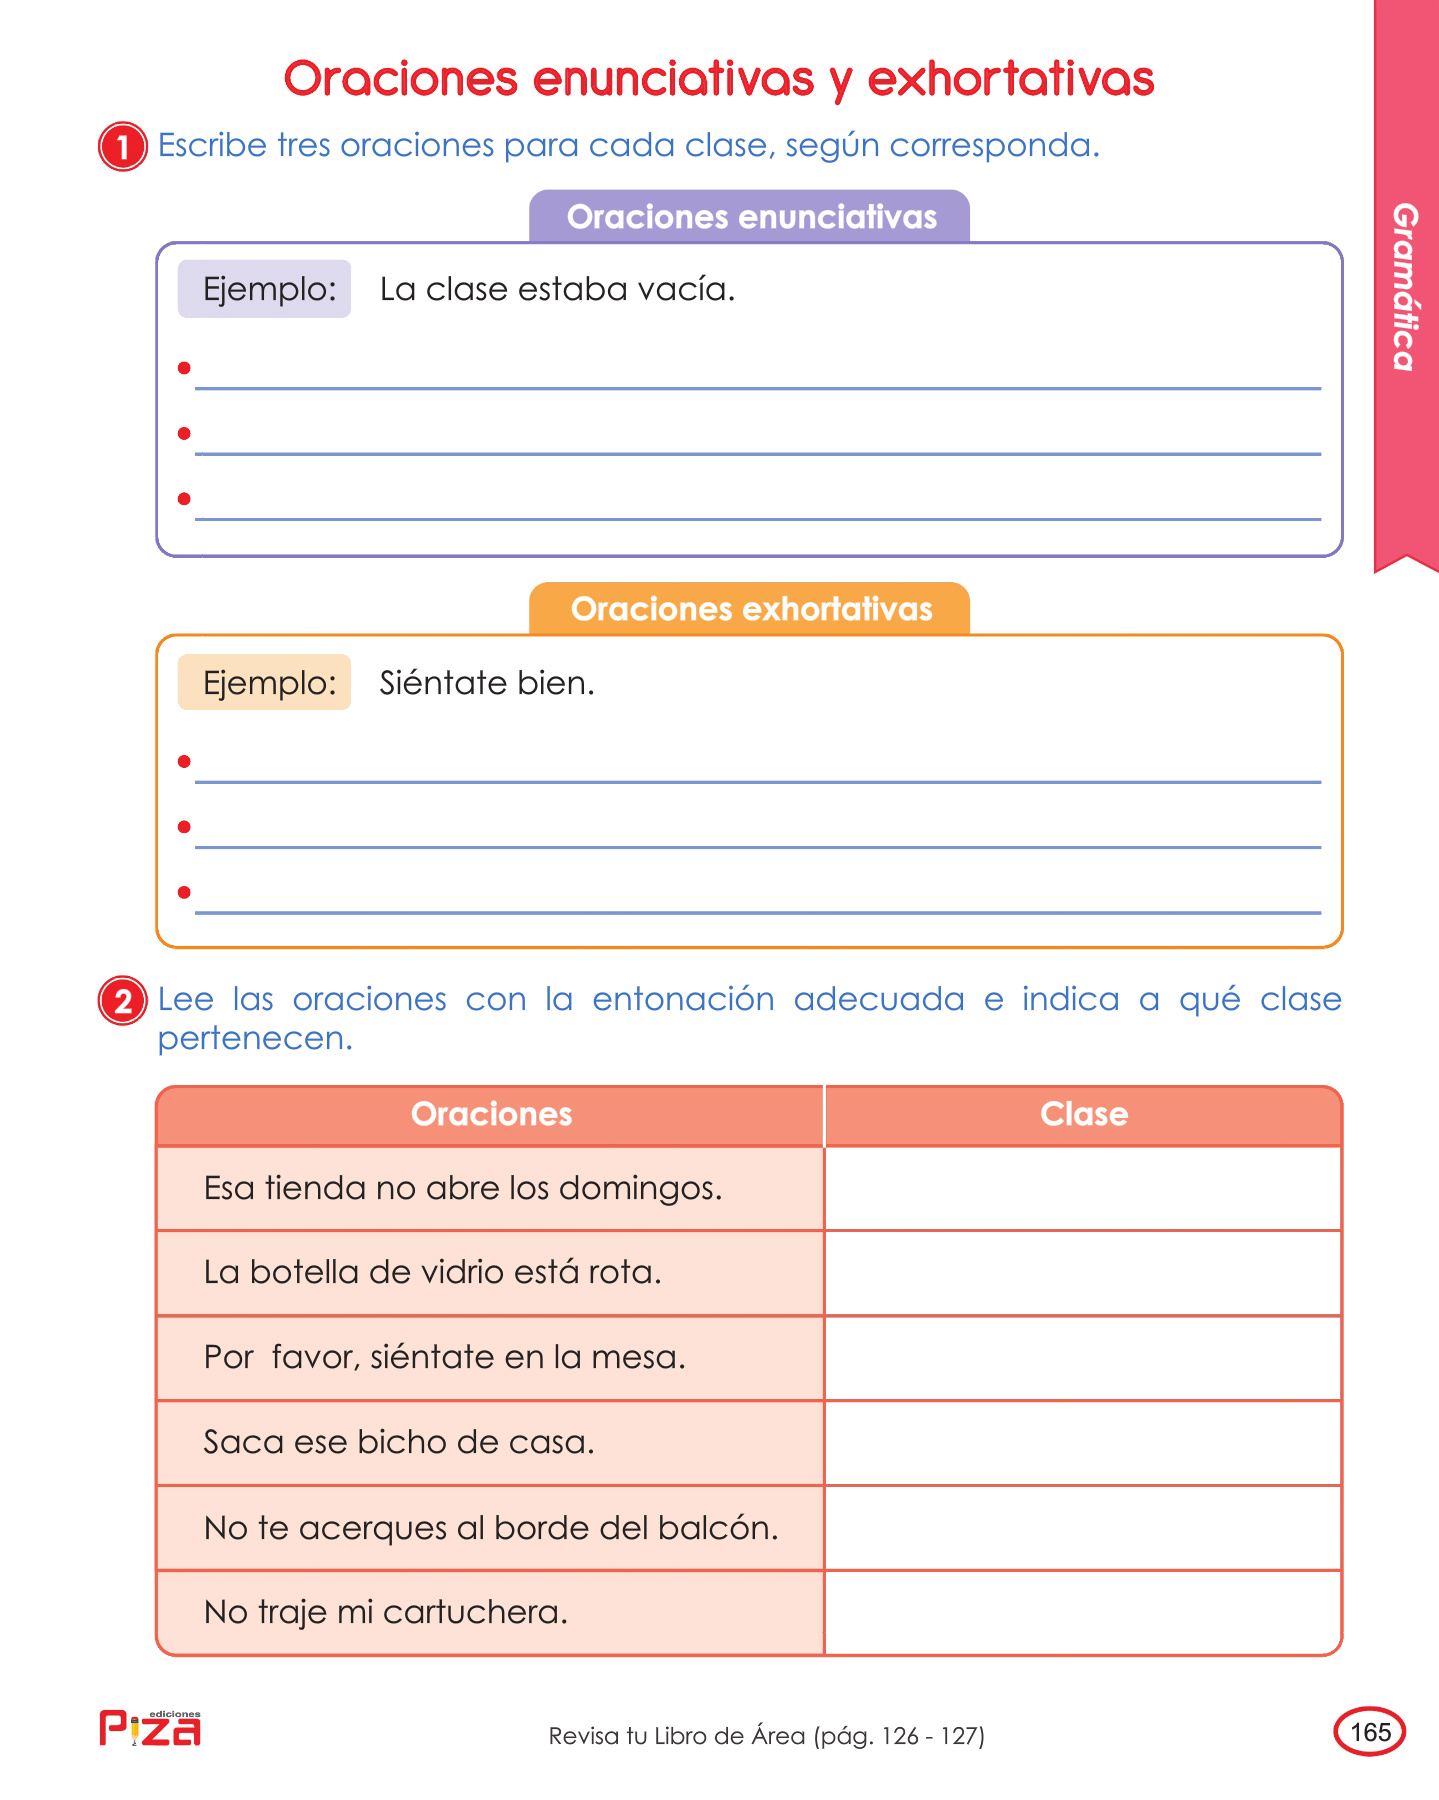 Oraciones enunciativas y exhortativas
1 Escribe tres oraciones para cada clase, según corresponda.
Gramática
Oraciones enunciativas
Ejemplo: La clase estaba vacía.
Oraciones exhortativas
Ejemplo: Siéntate bien.
2 Lee las oraciones con la entonación adecuada e indica a qué clase
pertenecen.
Oraciones Clase
Esa tienda no abre los domingos.
La botella de vidrio está rota.
Por favor, siéntate en la mesa.
Saca ese bicho de casa.
No te acerques al borde del balcón.
No traje mi cartuchera.
ediciones
Piza
Revisa tu Libro de Área (pág. 126 - 127)
165